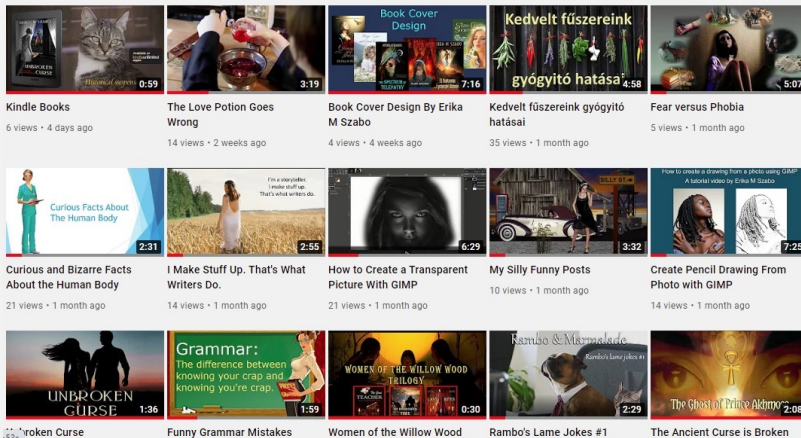 UNBROKEN
CURSE
Historical stories
0:59
3:19
Book Cover
Design
7:16
Kedvelt fűszereink
gyógyító hatása
4:58
5:07
Kindle Books
6 views • 4 days ago
The Love Potion Goes
Wrong
14 views • 2 weeks ago
Book Cover Design By Erika
M Szabo
4 views • 4 weeks ago
Kedvelt fűszereink gyógyító
hatásai
35 views • 1 month ago
Fear versus Phobia
5 views • 1 month ago
Curious Facts About
The Human Body
2:31
I'm a storyteller.
I make stuff up.
That's what writers do.
2:55
6:29
SILLY ST.
3:32
How to create a drawing from a photo using GIMP
A tutorial video by Erika M Szabo
7:25
Curious and Bizarre Facts
About the Human Body
21 views • 1 month ago
I Make Stuff Up. That's What
Writers Do.
14 views • 1 month ago
How to Create a Transparent
Picture With GIMP
21 views • 1 month ago
My Silly Funny Posts
10 views • 1 month ago
Create Pencil Drawing From
Photo with GIMP
14 views • 1 month ago
UNBROKEN
CURSE
1:36
Grammar:
The difference between
knowing your crap and
knowing you're crap.
1:59
WOMEN OF THE WILLOW WOOD
TRILOGY
0:30
Rambo & Marmalade
Rambo's lame jokes #1
2:29
The Ghost of Prince Akhmose
2:08
Unbroken Curse
Funny Grammar Mistakes
Women of the Willow Wood
Rambo's Lame Jokes #1
The Ancient Curse is Broken